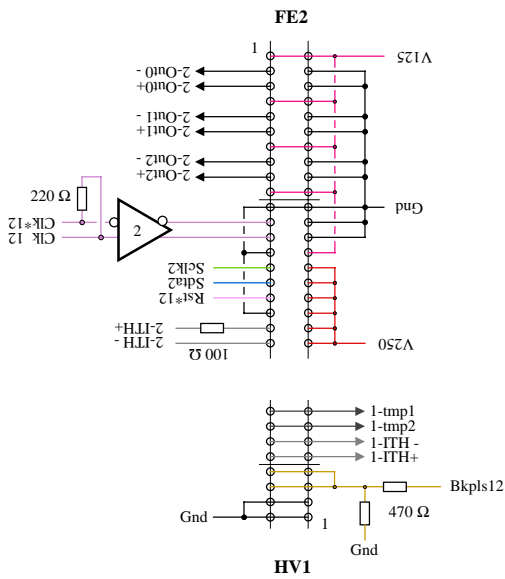 FE2
1
V125
2-Out0 -
2-Out0+
2-Out1 -
2-Out1+
2-Out2 -
2-Out2+
220 Ω
Gnd
Clk*12
2
Clk 12
Sclk2
Sdta2
Rst*12
2-ITH+
2-ITH -
100 Ω
V250
1-tmp1
1-tmp2
1-ITH -
1-ITH+
Bkpls12
Gnd
1
470 Ω
Gnd
HV1